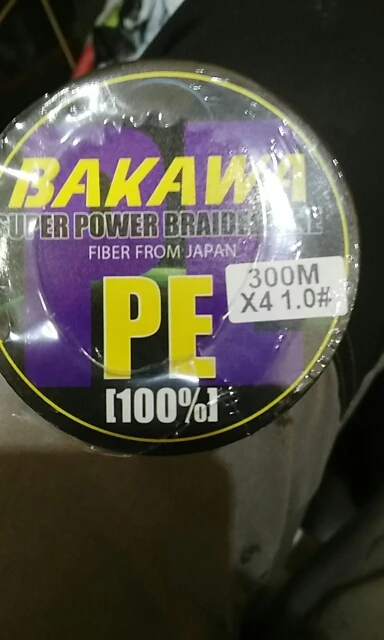 BAKAWA
SUPER POWER BRAIDED LINE
FIBER FROM JAPAN
PE
[100%]
300M
X4 1.0#